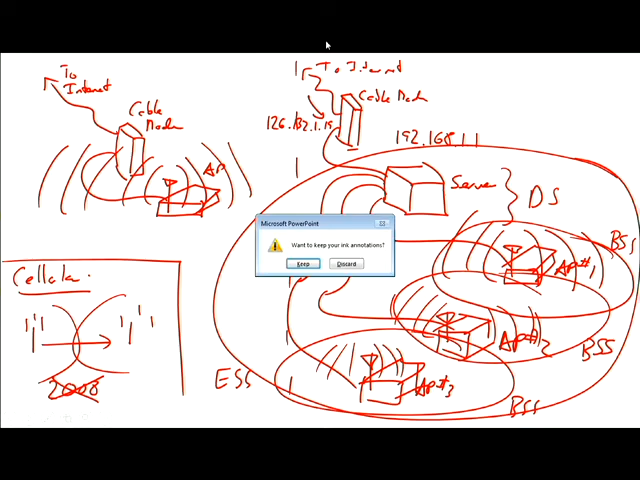 To
Internet
Cable
Modem
AP
To Internet
Cable Modem
126.132.1.19
192.168.1.1
Server
DS
BSS
AP#1
AP#2
BSS
AP#3
BSS
ESS
Cellular
2008
Microsoft PowerPoint
Want to keep your ink annotations?
Keep
Discard